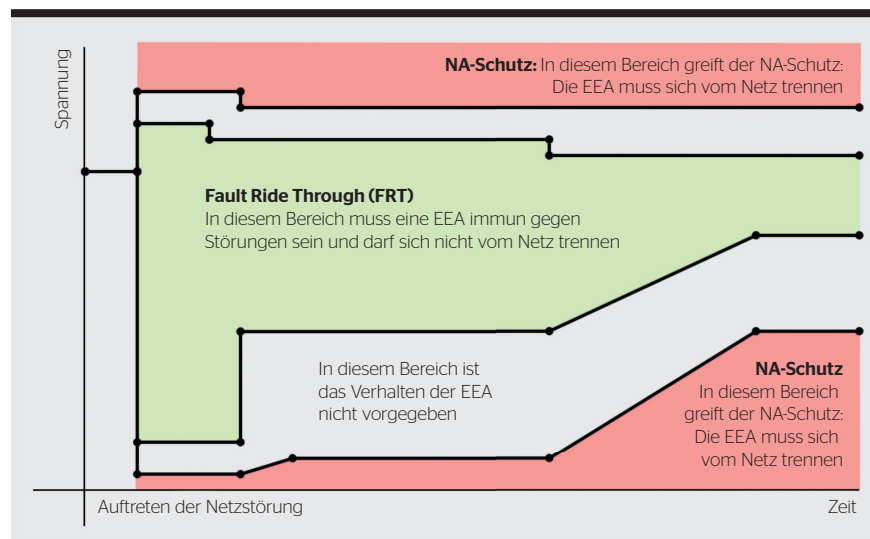 Spannung
NA-Schutz: In diesem Bereich greift der NA-Schutz:
Die EEA muss sich vom Netz trennen
Fault Ride Through (FRT)
In diesem Bereich muss eine EEA immun gegen
Störungen sein und darf sich nicht vom Netz trennen
In diesem Bereich ist
das Verhalten der EEA
nicht vorgegeben
NA-Schutz
In diesem Bereich
greift der NA-Schutz:
Die EEA muss sich
vom Netz trennen
Auftreten der Netzstörung
Zeit